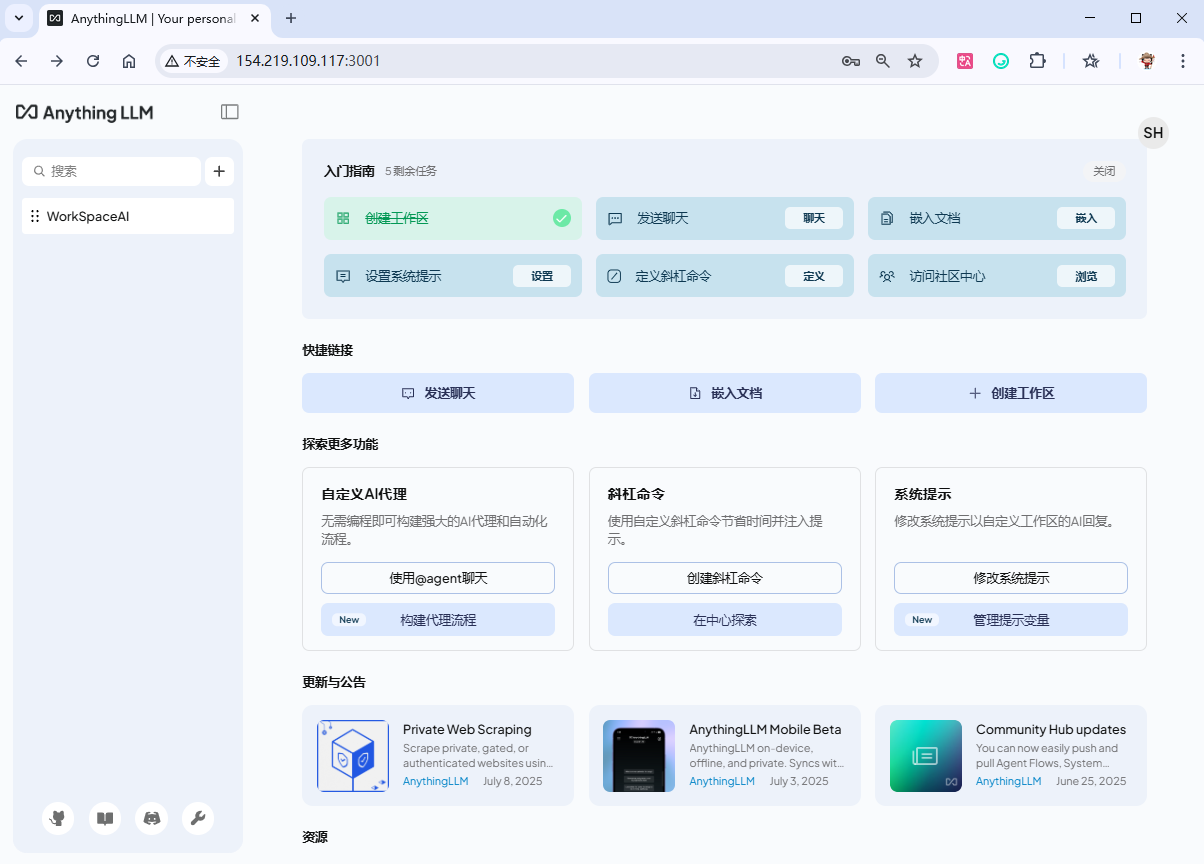 AnythingLLM | Your personal
不安全
154.219.109.117:3001
Anything LLM
SH
搜索
WorkSpaceAI
入门指南 5 剩余任务 关闭
创建工作区
发送聊天 聊天
嵌入文档 嵌入
设置系统提示 设置
定义斜杠命令 定义
访问社区中心 浏览
快捷链接
发送聊天
嵌入文档
创建工作区
探索更多功能
自定义AI代理
无需编程即可构建强大的AI代理和自动化
流程。
使用@agent聊天
New 构建代理流程
斜杠命令
使用自定义斜杠命令节省时间并注入提
示。
创建斜杠命令
在中心探索
系统提示
修改系统提示以自定义工作区的AI回复。
修改系统提示
New 管理提示变量
更新与公告
Private Web Scraping
Scrape private, gated, or
authenticated websites usin...
AnythingLLM July 8, 2025
AnythingLLM Mobile Beta
AnythingLLM on-device,
offline, and private. Syncs wit...
AnythingLLM July 3, 2025
Community Hub updates
You can now easily push and
pull Agent Flows, System...
AnythingLLM June 25, 2025
资源